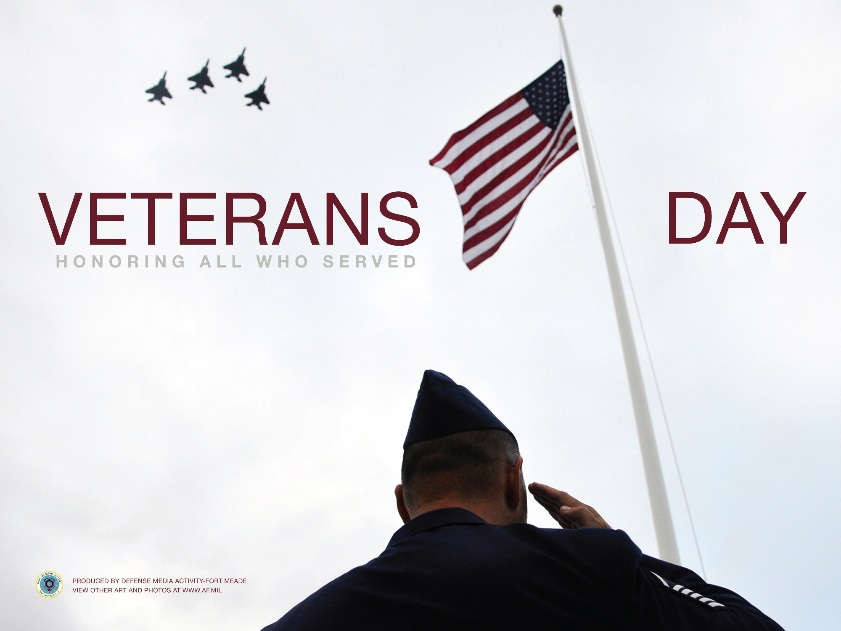 VETERANS DAY
HONORING ALL WHO SERVED
PRODUCED BY DEFENSE MEDIA ACTIVITY-FORT MEADE
VIEW OTHER ART AND PHOTOS AT WWW.AF.MIL